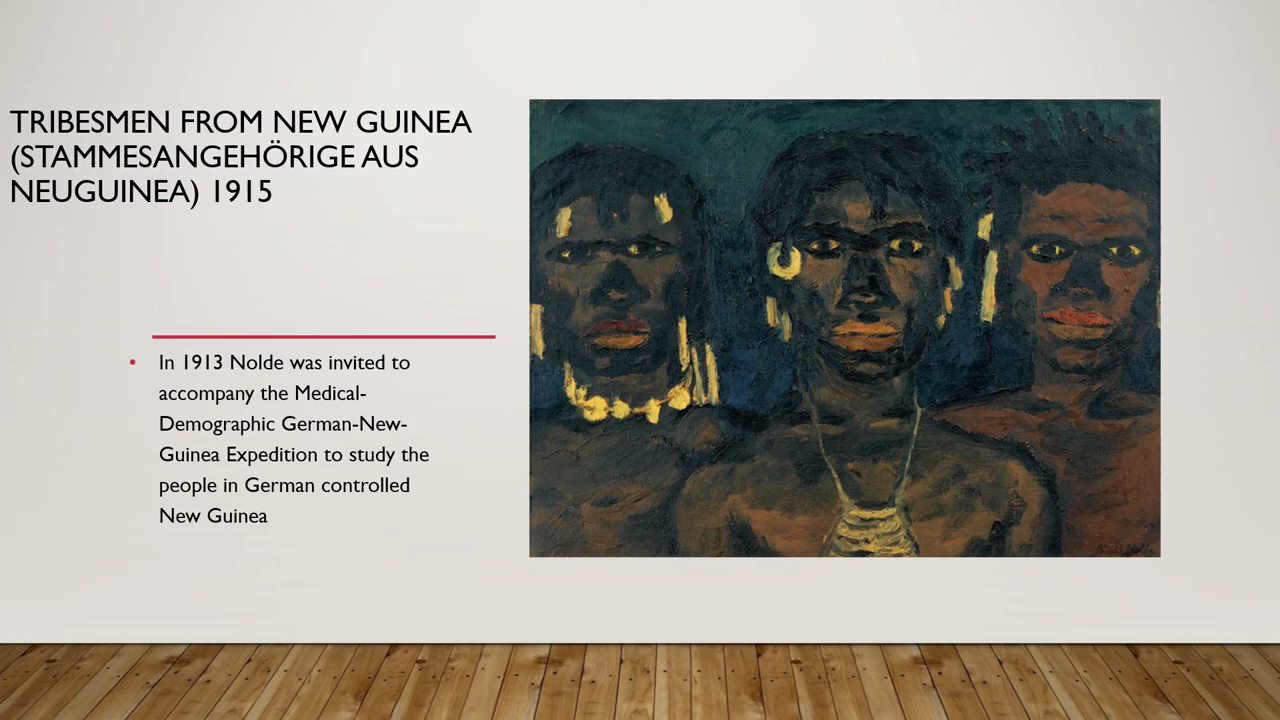 TRIBESMEN FROM NEW GUINEA
(STAMMESANGEHÖRIGE AUS
NEUGUINEA) 1915
• In 1913 Nolde was invited to
accompany the Medical-
Demographic German-New-
Guinea Expedition to study the
people in German controlled
New Guinea